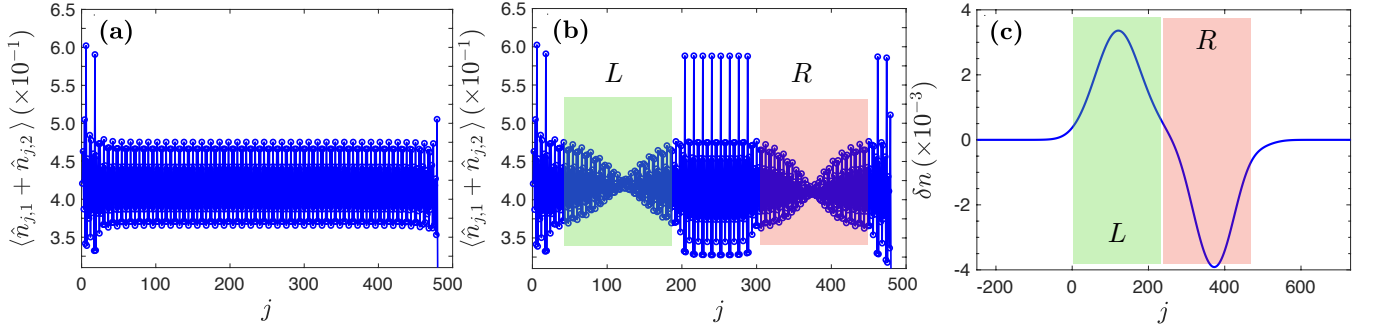 (a)
⟨n̂_{j,1} + n̂_{j,2}⟩ (×10^{-1})
6.5
6.0
5.5
5.0
4.5
4.0
3.5
0 100 200 300 400 500
j
(b)
⟨n̂_{j,1} + n̂_{j,2}⟩ (×10^{-1})
6.5
6.0
5.5
5.0
4.5
4.0
3.5
L R
0 100 200 300 400 500
j
(c)
δn (×10^{-3})
4
2
0
-2
-4
R
L
-200 0 200 400 600
j